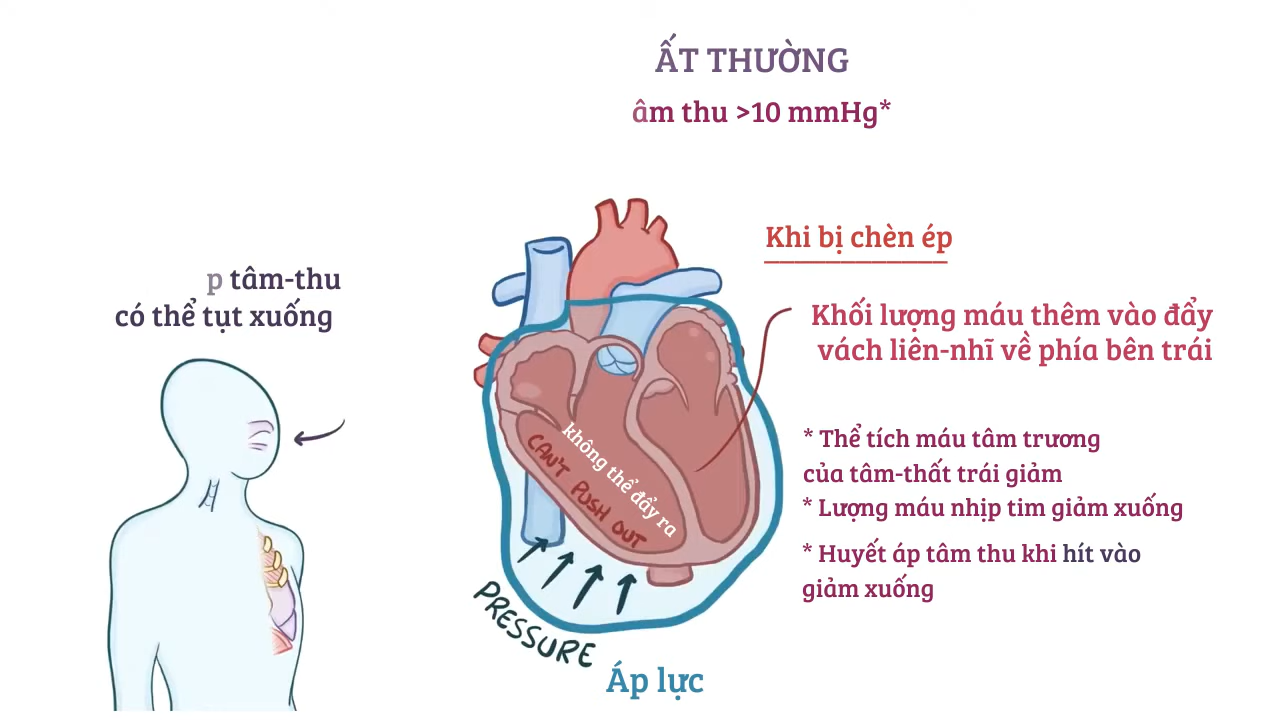 ẤT THƯỜNG
âm thu >10 mmHg*
Khi bị chèn ép
p tâm-thu
có thể tụt xuống
Khối lượng máu thêm vào đẩy
vách liên-nhĩ về phía bên trái
không thể đẩy ra
CAN'T PUSH OUT
* Thể tích máu tâm trương
của tâm-thất trái giảm
* Lượng máu nhịp tim giảm xuống
* Huyết áp tâm thu khi hít vào
giảm xuống
PRESSURE
Áp lực